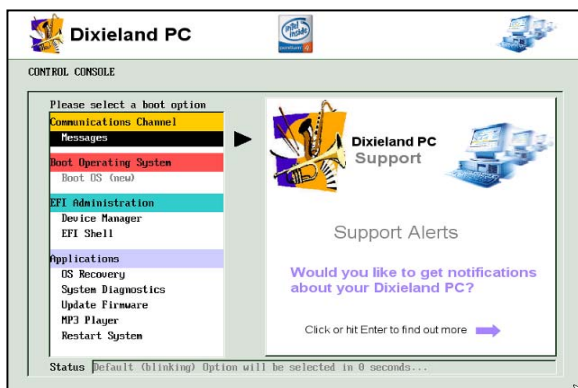 Dixieland PC
intel inside
CONTROL CONSOLE
Please select a boot option
Communications Channel
Messages
Boot Operating System
Boot OS (new)
EFI Administration
Device Manager
EFI Shell
Applications
OS Recovery
System Diagnostics
Update Firmware
MP3 Player
Restart System
Dixieland PC
Support
Support Alerts
Would you like to get notifications
about your Dixieland PC?
Click or hit Enter to find out more
Status Default (blinking) Option will be selected in 0 seconds...